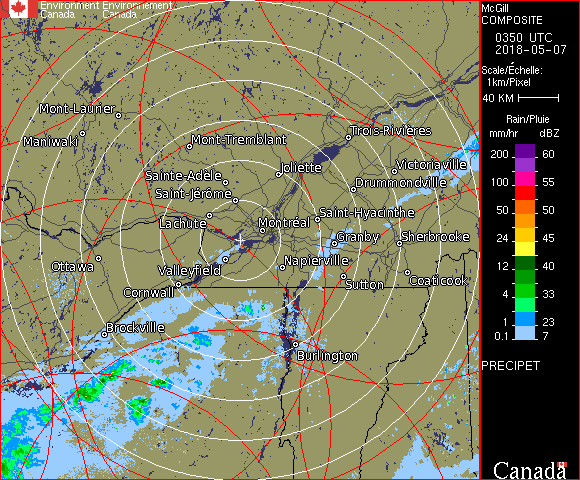 Environment Environnement
Canada Canada
McGill
COMPOSITE
0350 UTC
2018-05-07
Scale/Échelle:
1km/Pixel
40 KM
Rain/Pluie
mm/hr dBZ
200 60
100 55
50 50
24 45
12 40
4 33
1 23
0.1 7
PRECIPET
Canada
Mont-Laurier
Maniwaki
Mont-Tremblant
Trois-Rivières
Sainte-Adèle
Joliette
Victoriaville
Saint-Jérôme
Drummondville
Lachute
Montréal
Saint-Hyacinthe
Granby
Sherbrooke
Ottawa
Valleyfield
Napierville
Cornwall
Sutton
Coaticook
Brockville
Burlington